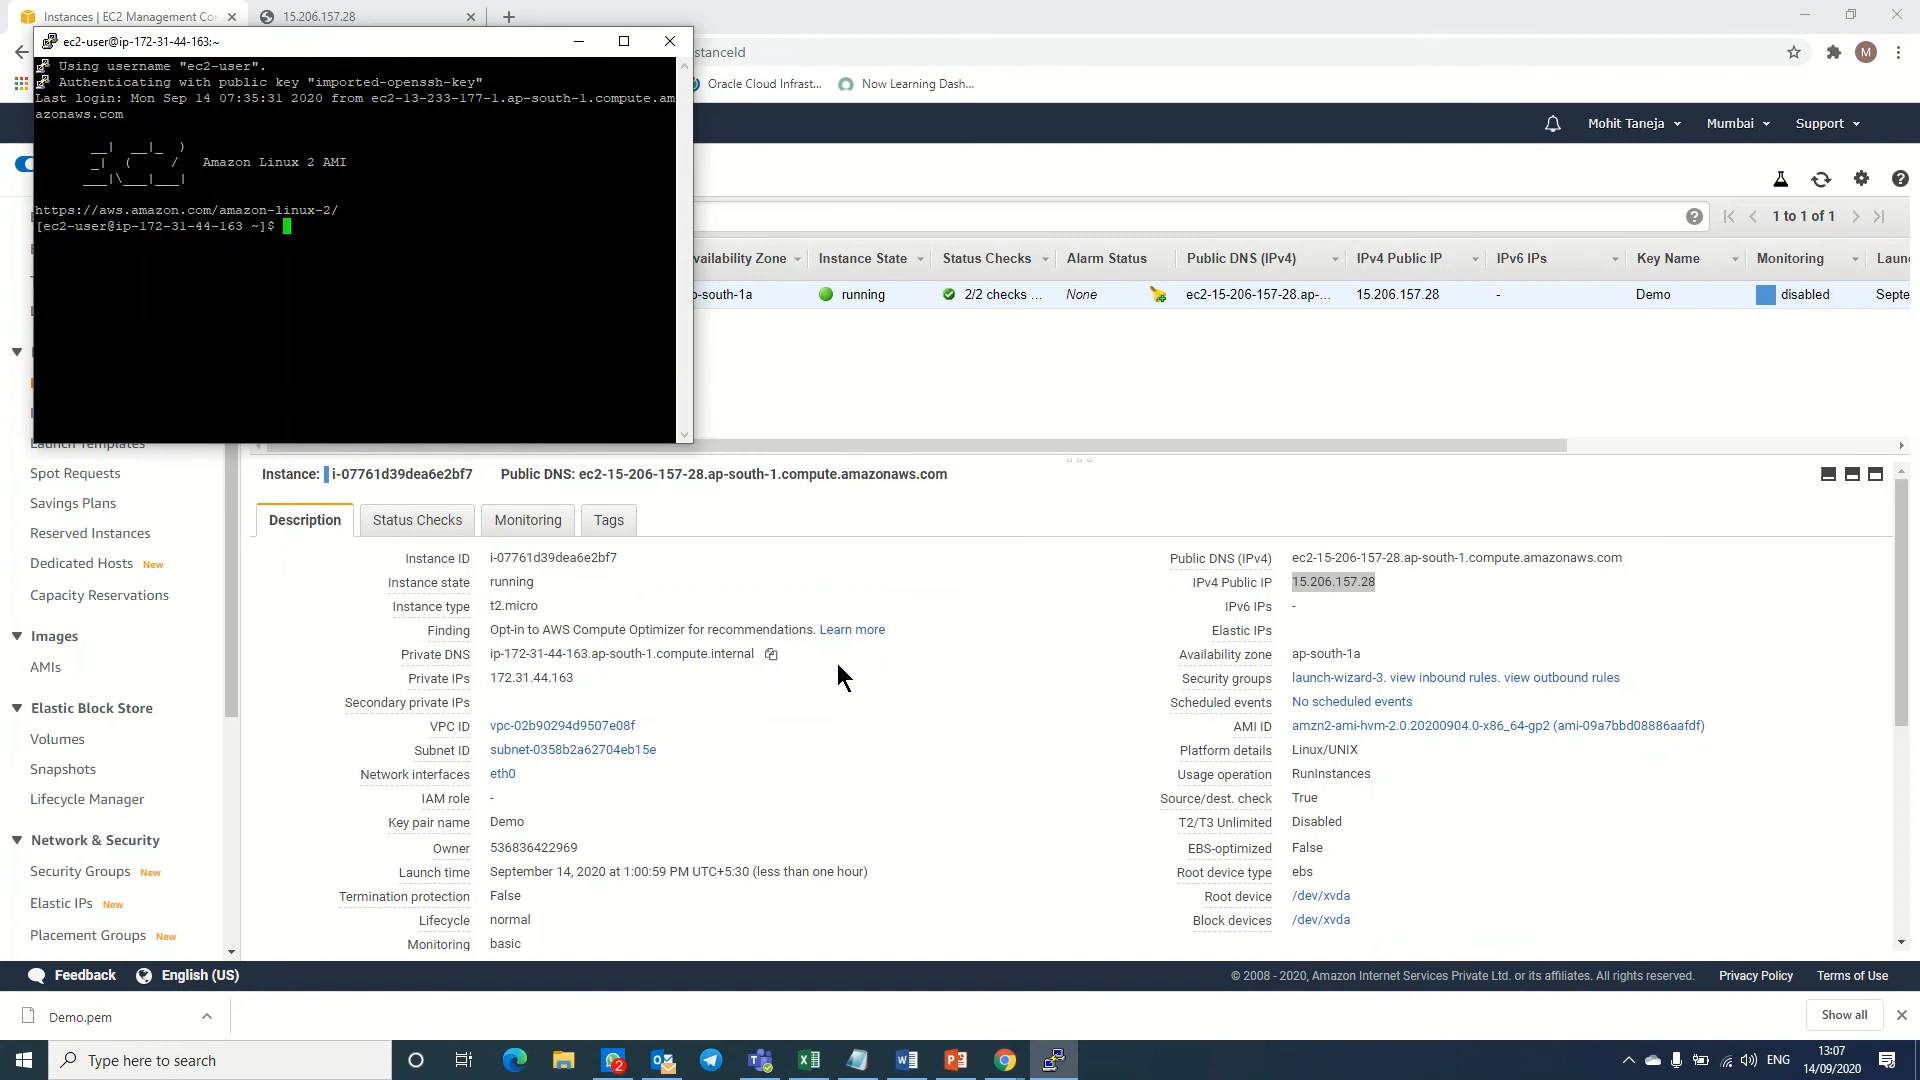 Instances | EC2 Management Co
15.206.157.28
ec2-user@ip-172-31-44-163:~
stanceId
M
Using username "ec2-user".
Authenticating with public key "imported-openssh-key"
Last login: Mon Sep 14 07:35:31 2020 from ec2-13-233-177-1.ap-south-1.compute.am
azonaws.com
__|  __|_  )
_|  (     /   Amazon Linux 2 AMI
___|\___|___|
https://aws.amazon.com/amazon-linux-2/
[ec2-user@ip-172-31-44-163 ~]$
Oracle Cloud Infrast...
Now Learning Dash...
Mohit Taneja
Mumbai
Support
1 to 1 of 1
vailability Zone
Instance State
Status Checks
Alarm Status
Public DNS (IPv4)
IPv4 Public IP
IPv6 IPs
Key Name
Monitoring
Laun
p-south-1a
running
2/2 checks ...
None
ec2-15-206-157-28.ap-...
15.206.157.28
-
Demo
disabled
Septe
Launch Templates
Spot Requests
Savings Plans
Reserved Instances
Dedicated Hosts New
Capacity Reservations
Images
AMIs
Elastic Block Store
Volumes
Snapshots
Lifecycle Manager
Network & Security
Security Groups New
Elastic IPs New
Placement Groups New
Instance: i-07761d39dea6e2bf7
Public DNS: ec2-15-206-157-28.ap-south-1.compute.amazonaws.com
Description
Status Checks
Monitoring
Tags
Instance ID i-07761d39dea6e2bf7
Instance state running
Instance type t2.micro
Finding Opt-in to AWS Compute Optimizer for recommendations. Learn more
Private DNS ip-172-31-44-163.ap-south-1.compute.internal
Private IPs 172.31.44.163
Secondary private IPs
VPC ID vpc-02b90294d9507e08f
Subnet ID subnet-0358b2a62704eb15e
Network interfaces eth0
IAM role -
Key pair name Demo
Owner 536836422969
Launch time September 14, 2020 at 1:00:59 PM UTC+5:30 (less than one hour)
Termination protection False
Lifecycle normal
Monitoring basic
Public DNS (IPv4) ec2-15-206-157-28.ap-south-1.compute.amazonaws.com
IPv4 Public IP 15.206.157.28
IPv6 IPs -
Elastic IPs
Availability zone ap-south-1a
Security groups launch-wizard-3. view inbound rules. view outbound rules
Scheduled events No scheduled events
AMI ID amzn2-ami-hvm-2.0.20200904.0-x86_64-gp2 (ami-09a7bbd08886aafdf)
Platform details Linux/UNIX
Usage operation RunInstances
Source/dest. check True
T2/T3 Unlimited Disabled
EBS-optimized False
Root device type ebs
Root device /dev/xvda
Block devices /dev/xvda
Feedback
English (US)
© 2008 - 2020, Amazon Internet Services Private Ltd. or its affiliates. All rights reserved.
Privacy Policy
Terms of Use
Demo.pem
Show all
Type here to search
2
ENG
13:07
14/09/2020